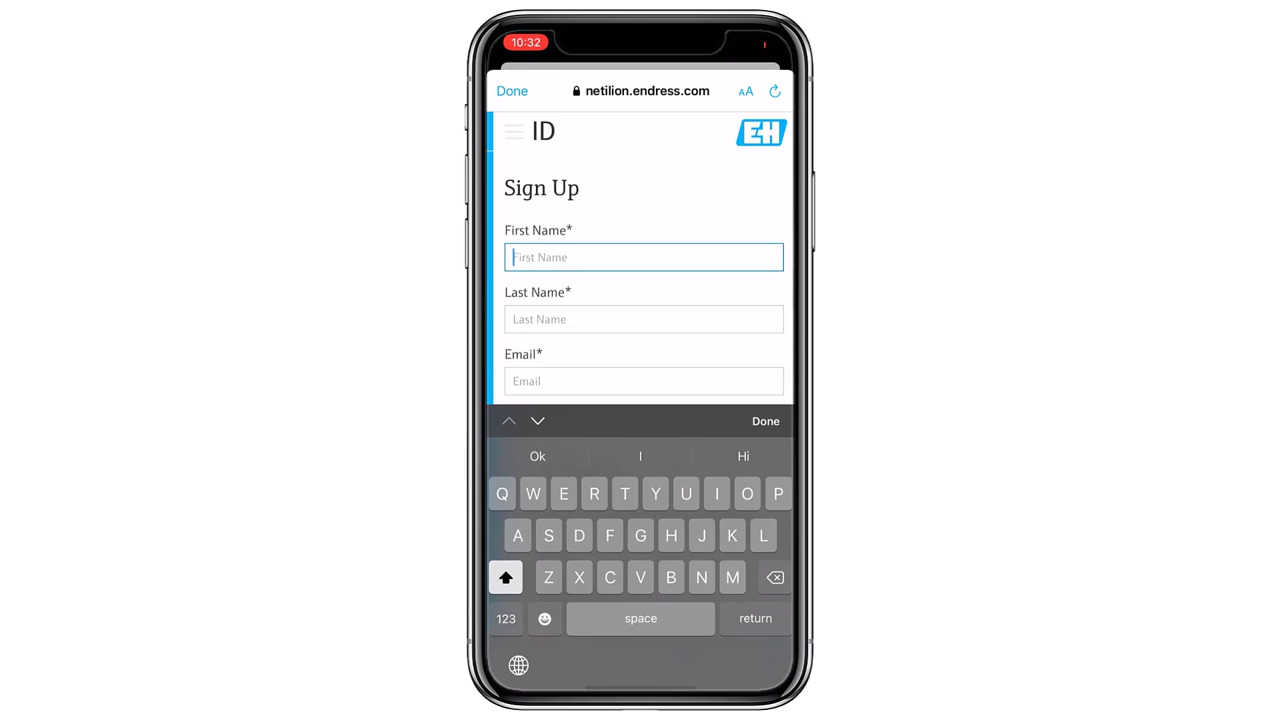 10:32
Done netilion.endress.com AA
ID EH
Sign Up
First Name*
First Name
Last Name*
Last Name
Email*
Email
Done
Ok I Hi
Q W E R T Y U I O P
A S D F G H J K L
Z X C V B N M
123 space return